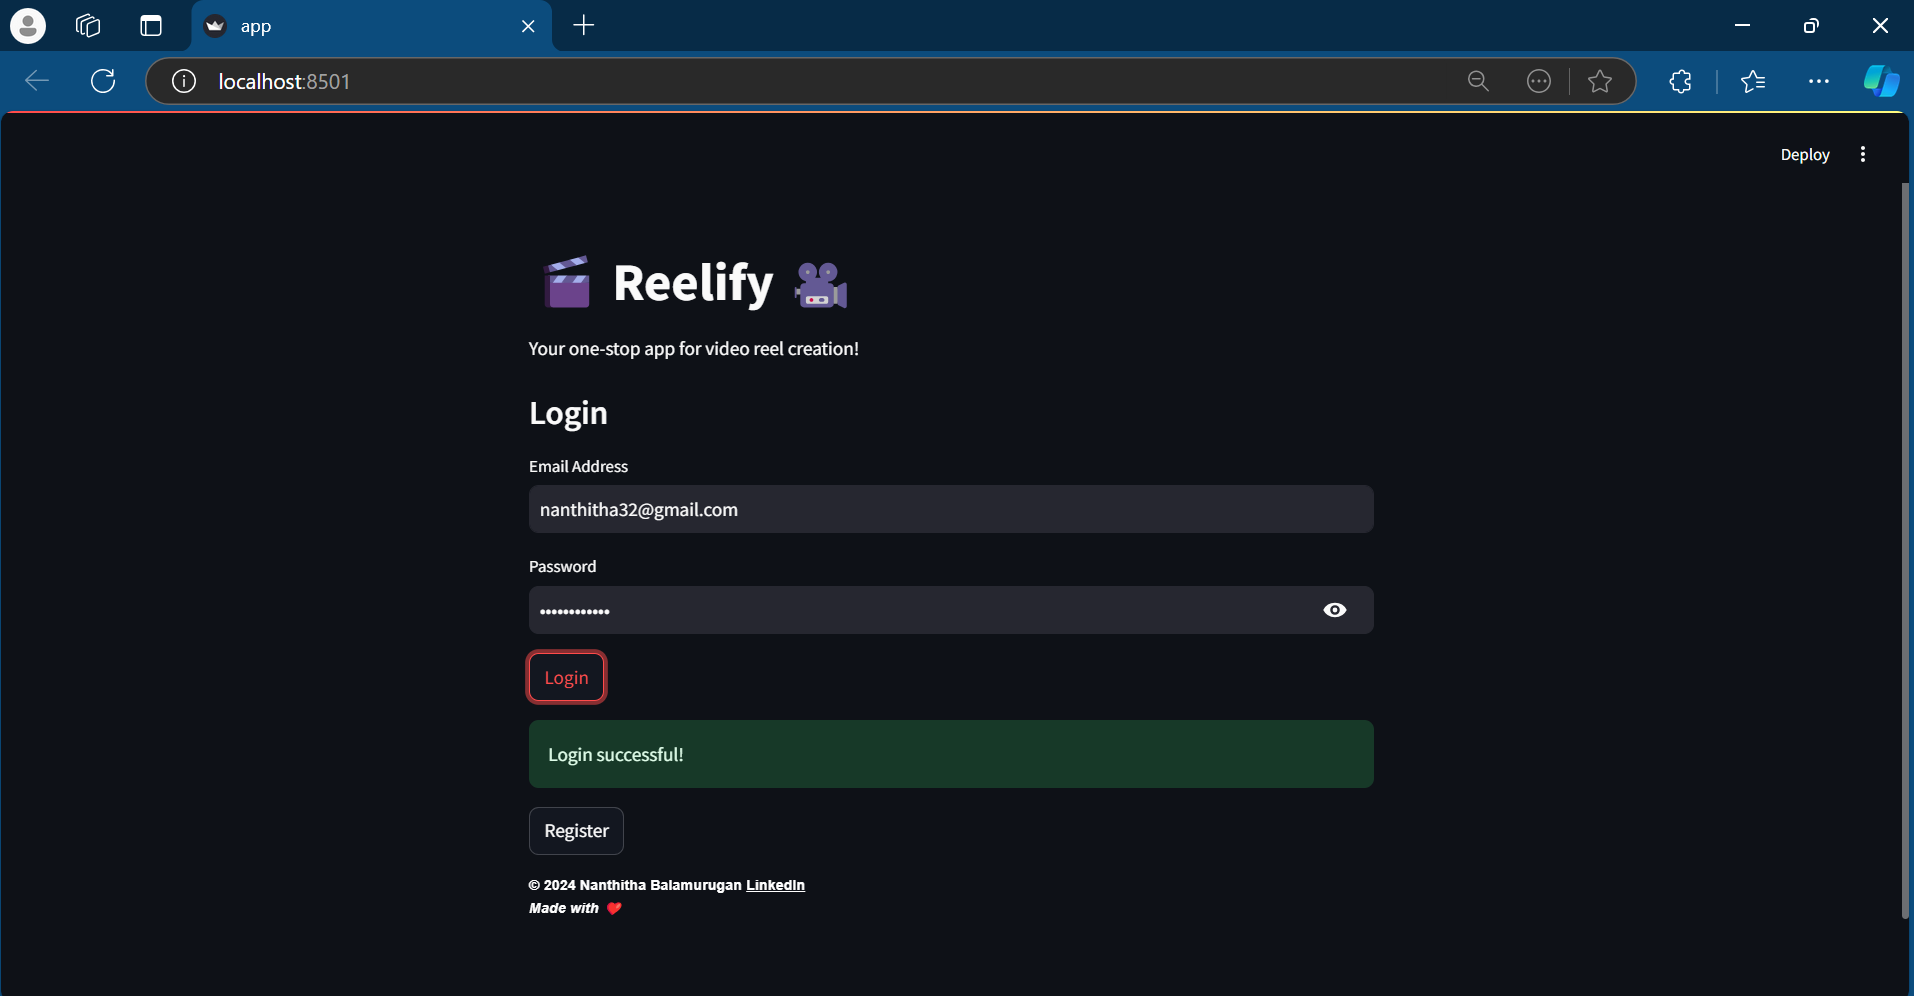 app
localhost:8501
Deploy
Reelify
Your one-stop app for video reel creation!
Login
Email Address
nanthitha32@gmail.com
Password
••••••••••••
Login
Login successful!
Register
© 2024 Nanthitha Balamurugan LinkedIn
Made with ❤️